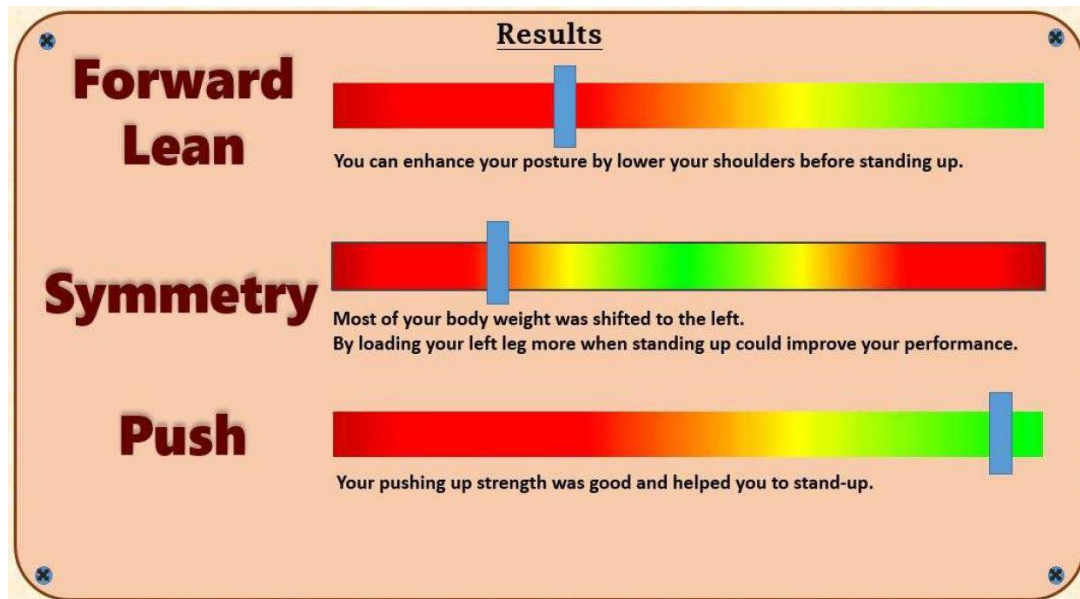 Results
Forward
Lean
You can enhance your posture by lower your shoulders before standing up.
Symmetry
Most of your body weight was shifted to the left.
By loading your left leg more when standing up could improve your performance.
Push
Your pushing up strength was good and helped you to stand-up.